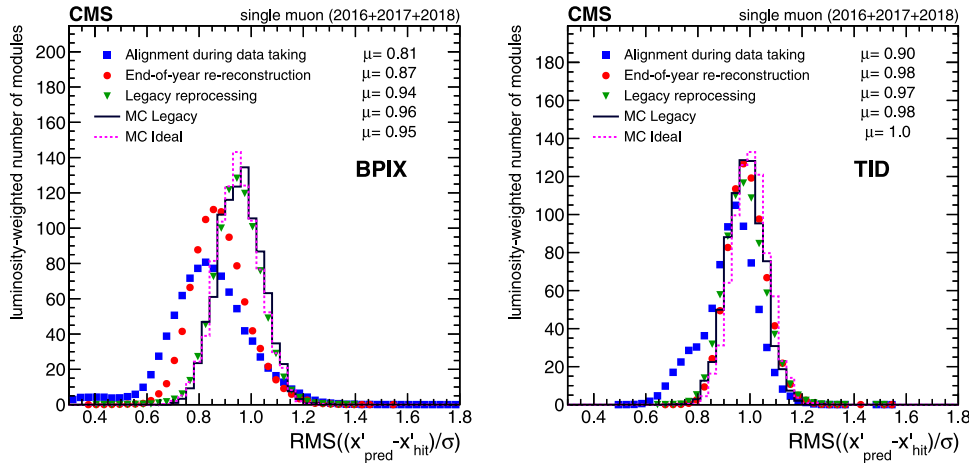 CMS single muon (2016+2017+2018)
luminosity-weighted number of modules
200
180
160
140
120
100
80
60
40
20
0
Alignment during data taking μ= 0.81
End-of-year re-reconstruction μ= 0.87
Legacy reprocessing μ= 0.94
MC Legacy μ= 0.96
MC Ideal μ= 0.95
BPIX
0.4 0.6 0.8 1.0 1.2 1.4 1.6 1.8
RMS((x'pred -x'hit)/σ)
CMS single muon (2016+2017+2018)
luminosity-weighted number of modules
180
160
140
120
100
80
60
40
20
0
Alignment during data taking μ= 0.90
End-of-year re-reconstruction μ= 0.98
Legacy reprocessing μ= 0.97
MC Legacy μ= 0.98
MC Ideal μ= 1.0
TID
0.4 0.6 0.8 1.0 1.2 1.4 1.6 1.8
RMS((x'pred -x'hit)/σ)